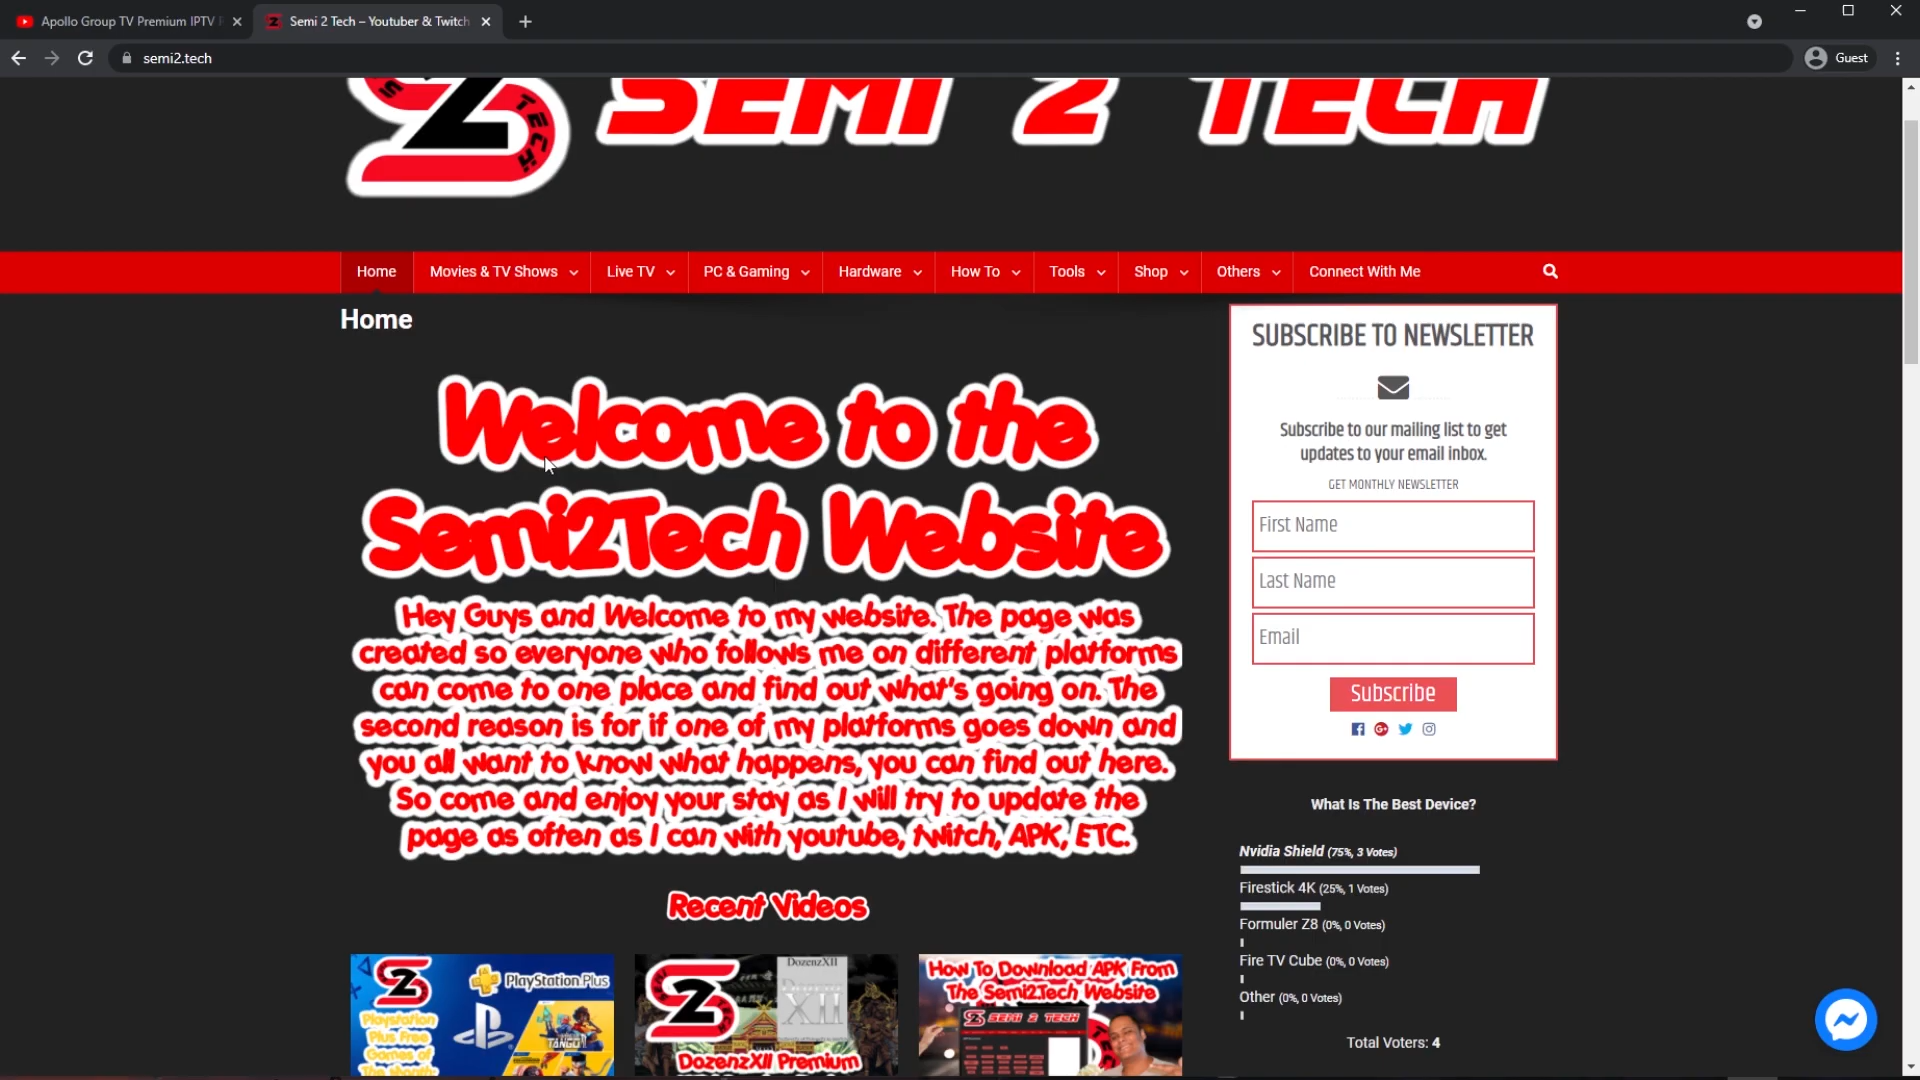 Apollo Group TV Premium IPTV
Semi 2 Tech – Youtuber & Twitch
semi2.tech
Guest
S TECH
SEMI 2 TECH
Home
Movies & TV Shows
Live TV
PC & Gaming
Hardware
How To
Tools
Shop
Others
Connect With Me
Home
Welcome to the
Semi2Tech Website
Hey Guys and Welcome to my website. The page was
created so everyone who follows me on different platforms
can come to one place and find out what's going on. The
second reason is for if one of my platforms goes down and
you all want to know what happens, you can find out here.
So come and enjoy your stay as I will try to update the
page as often as I can with youtube, twitch, APK, ETC.
Recent Videos
PlayStation Plus
Playstation
Plus Free
Games of
The Month
TANGO
DozenzXII
XII
DozenzXII Premium
How To Download APK From
The Semi2Tech Website
SEMI 2 TECH
SUBSCRIBE TO NEWSLETTER
Subscribe to our mailing list to get
updates to your email inbox.
GET MONTHLY NEWSLETTER
First Name
Last Name
Email
Subscribe
What Is The Best Device?
Nvidia Shield (75%, 3 Votes)
Firestick 4K (25%, 1 Votes)
Formuler Z8 (0%, 0 Votes)
Fire TV Cube (0%, 0 Votes)
Other (0%, 0 Votes)
Total Voters: 4